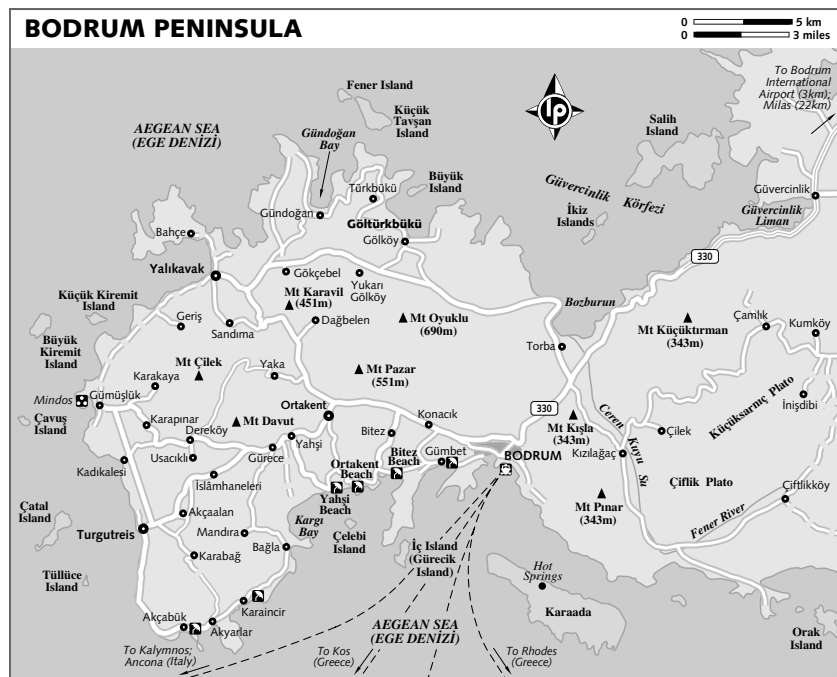 BODRUM PENINSULA
0 5 km
0 3 miles
To Bodrum
International
Airport (3km);
Milas (22km)
Fener Island
Küçük
Tavşan
Island
AEGEAN SEA
(EGE DENİZİ)
Gündoğan
Bay
lp
Salih
Island
Büyük
Island
Türkbükü
Güvercinlik Körfezi
Güvercinlik
Gündoğan
Göltürkbükü
İkiz
Islands
Güvercinlik
Liman
Bahçe
Gölköy
330
Yalıkavak
Gökçebel
Yukarı
Gölköy
Küçük Kiremit
Island
Mt Karavil
(451m)
Bozburun
Geriş
Sandıma
Dağbelen
Mt Oyuklu
(690m)
Mt Küçüktırman
(343m)
Çamlık
Kumköy
Büyük
Kiremit
Island
Torba
Mt Çilek
Yaka
Mt Pazar
(551m)
Karakaya
Mindos
Gümüşlük
Küçüksarnıç Plato
İnişdibi
Ortakent
Konacık
330
Çavuş
Island
Karapınar
Mt Davut
Mt Kışla
(343m)
Ceren Kuyu Su
Çilek
Dereköy
Yahşi
Bitez
Bitez
Beach
Gümbet
BODRUM
Kızılağaç
Kadıkalesi
Usacıklı
Gürece
Ortakent
Beach
İslâmhaneleri
Yahşi
Beach
Çiflik Plato
Çiftlikköy
Çatal
Island
Akçaalan
Kargı
Bay
Mt Pınar
(343m)
Turgutreis
Mandıra
Çelebi
Island
Fener River
Karabağ
Bağla
İç Island
(Gürecik
Island)
Tüllüce
Island
Hot
Springs
Karaincir
Karaada
Akçabük
Akyarlar
AEGEAN SEA
(EGE DENİZİ)
Orak
Island
To Kalymnos;
Ancona (Italy)
To Kos
(Greece)
To Rhodes
(Greece)